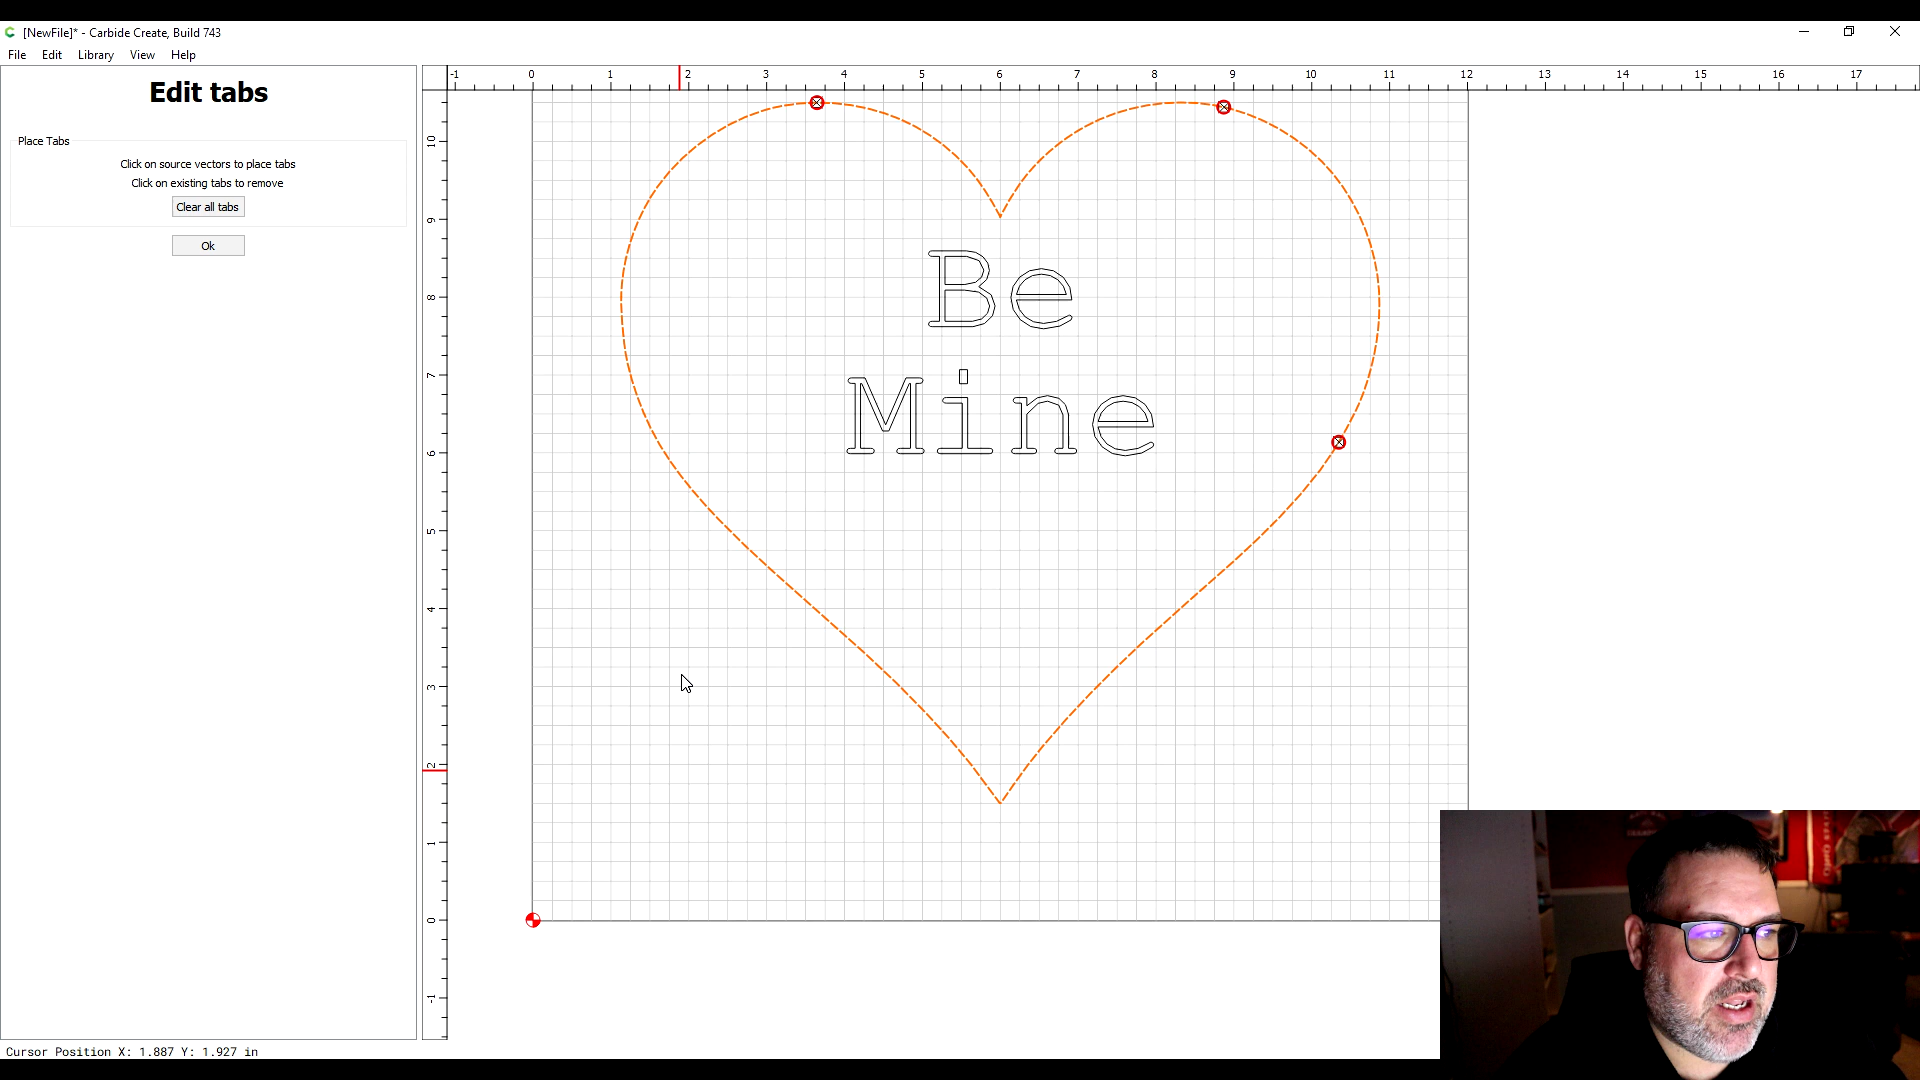 [NewFile]* - Carbide Create, Build 743
File Edit Library View Help
Edit tabs
Place Tabs
Click on source vectors to place tabs
Click on existing tabs to remove
Clear all tabs
Ok
-1 0 1 2 3 4 5 6 7 8 9 10 11 12 13 14 15 16 17
10
9
8
7
6
5
4
3
2
1
0
-1
Be
Mine
Cursor Position X: 1.887 Y: 1.927 in